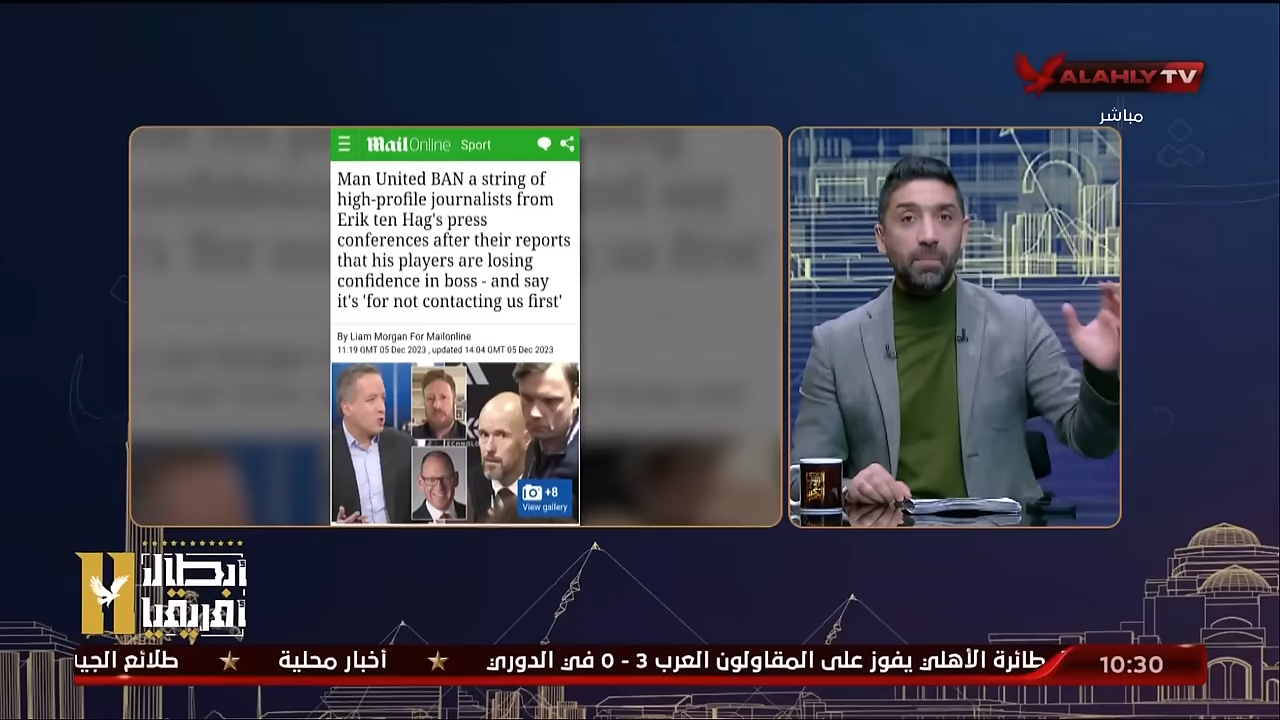 ALAHLY TV
مباشر
MailOnline Sport
Man United BAN a string of
high-profile journalists from
Erik ten Hag's press
conferences after their reports
that his players are losing
confidence in boss - and say
it's 'for not contacting us first'
By Liam Morgan For Mailonline
11:19 GMT 05 Dec 2023 , updated 14:04 GMT 05 Dec 2023
+8
View gallery
11
أبطال
أفريقيا
طائرة الأهلي يفوز على المقاولون العرب 3 - 0 في الدوري ★ أخبار محلية ★ طلائع الجي
10:30